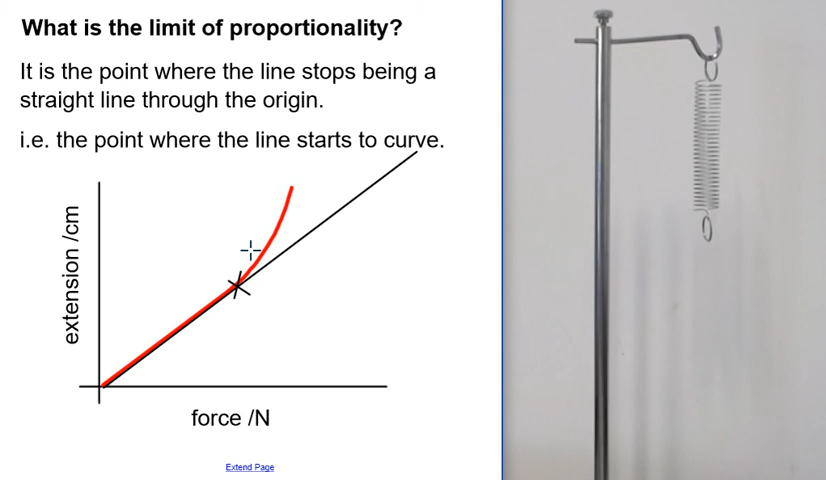 What is the limit of proportionality?
It is the point where the line stops being a
straight line through the origin.
i.e. the point where the line starts to curve.
extension /cm
force /N
Extend Page